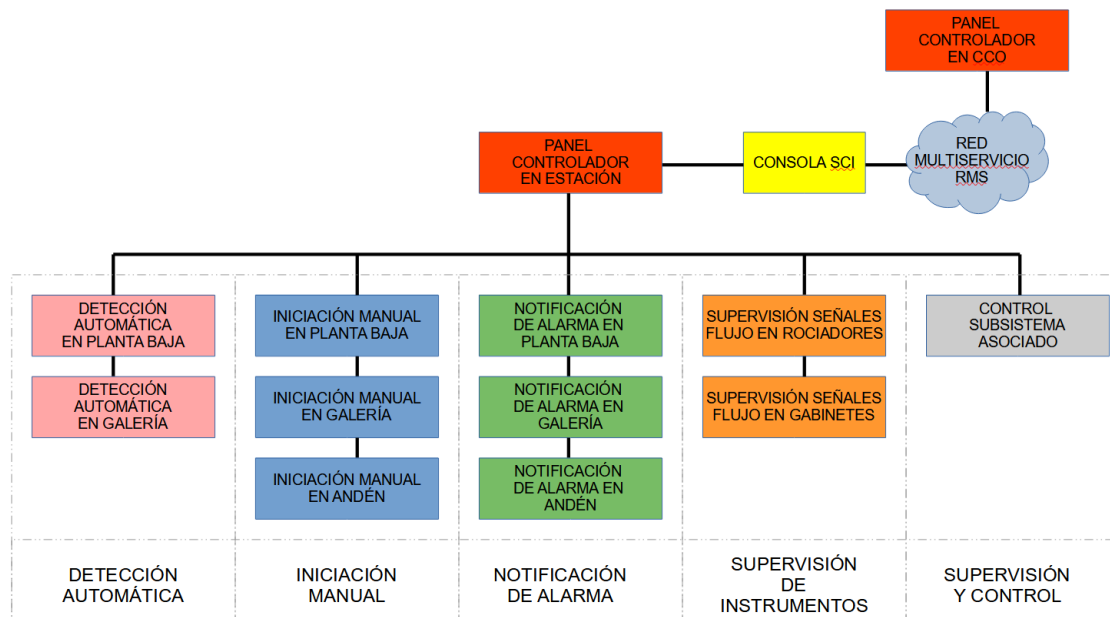 PANEL
CONTROLADOR
EN CCO
PANEL
CONTROLADOR
EN ESTACIÓN
CONSOLA SCI
RED
MULTISERVICIO
RMS
DETECCIÓN
AUTOMÁTICA
EN PLANTA BAJA
INICIACIÓN MANUAL
EN PLANTA BAJA
NOTIFICACIÓN
DE ALARMA EN
PLANTA BAJA
SUPERVISIÓN SEÑALES
FLUJO EN ROCIADORES
CONTROL
SUBSISTEMA
ASOCIADO
DETECCIÓN
AUTOMÁTICA
EN GALERÍA
INICIACIÓN MANUAL
EN GALERÍA
NOTIFICACIÓN
DE ALARMA EN
GALERÍA
SUPERVISIÓN SEÑALES
FLUJO EN GABINETES
INICIACIÓN MANUAL
EN ANDÉN
NOTIFICACIÓN
DE ALARMA EN
ANDÉN
DETECCIÓN
AUTOMÁTICA
INICIACIÓN
MANUAL
NOTIFICACIÓN
DE ALARMA
SUPERVISIÓN
DE
INSTRUMENTOS
SUPERVISIÓN
Y CONTROL